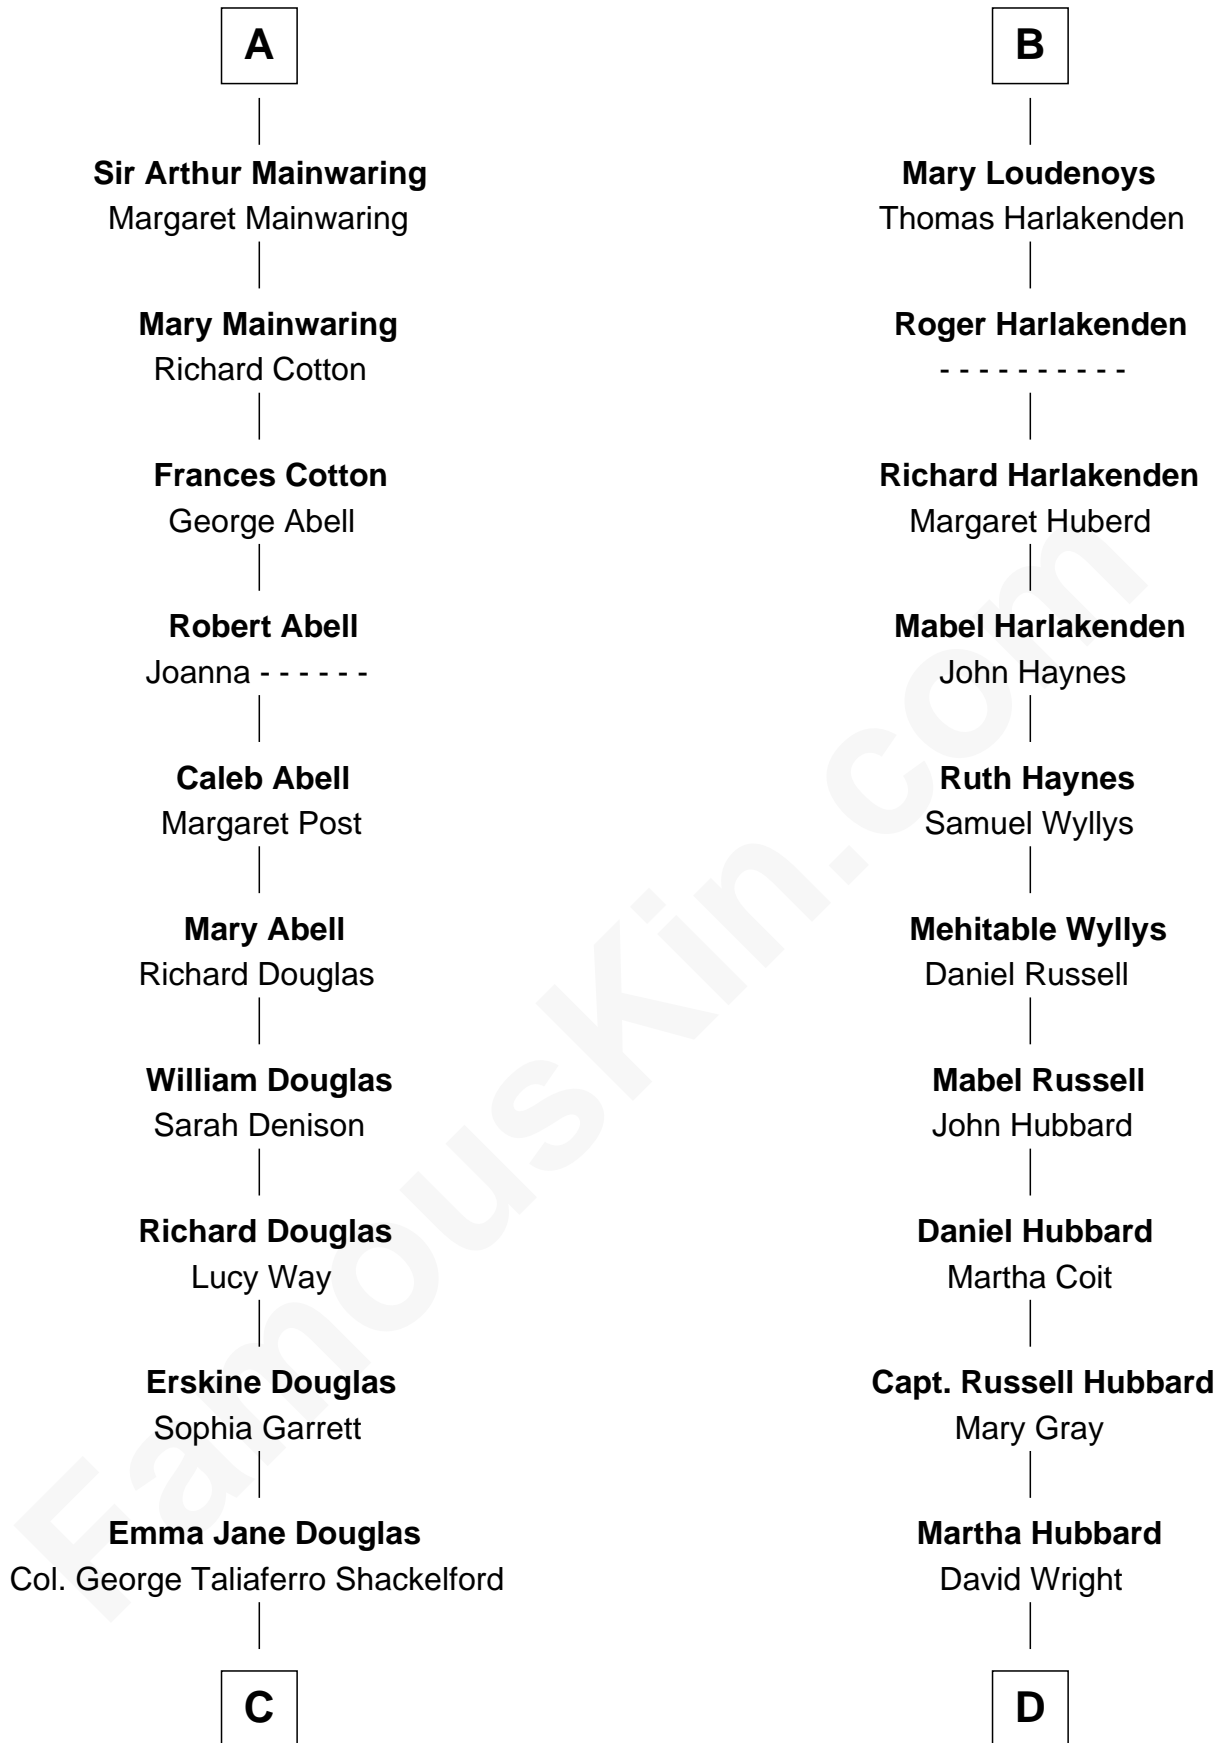 A
Sir Arthur Mainwaring
Margaret Mainwaring
Mary Mainwaring
Richard Cotton
Frances Cotton
George Abell
Robert Abell
Joanna - - - - - -
Caleb Abell
Margaret Post
Mary Abell
Richard Douglas
William Douglas
Sarah Denison
Richard Douglas
Lucy Way
Erskine Douglas
Sophia Garrett
Emma Jane Douglas
Col. George Taliaferro Shackelford
C
B
Mary Loudenoys
Thomas Harlakenden
Roger Harlakenden
- - - - - - - - - -
Richard Harlakenden
Margaret Huberd
Mabel Harlakenden
John Haynes
Ruth Haynes
Samuel Wyllys
Mehitable Wyllys
Daniel Russell
Mabel Russell
John Hubbard
Daniel Hubbard
Martha Coit
Capt. Russell Hubbard
Mary Gray
Martha Hubbard
David Wright
D
FamousKin.com